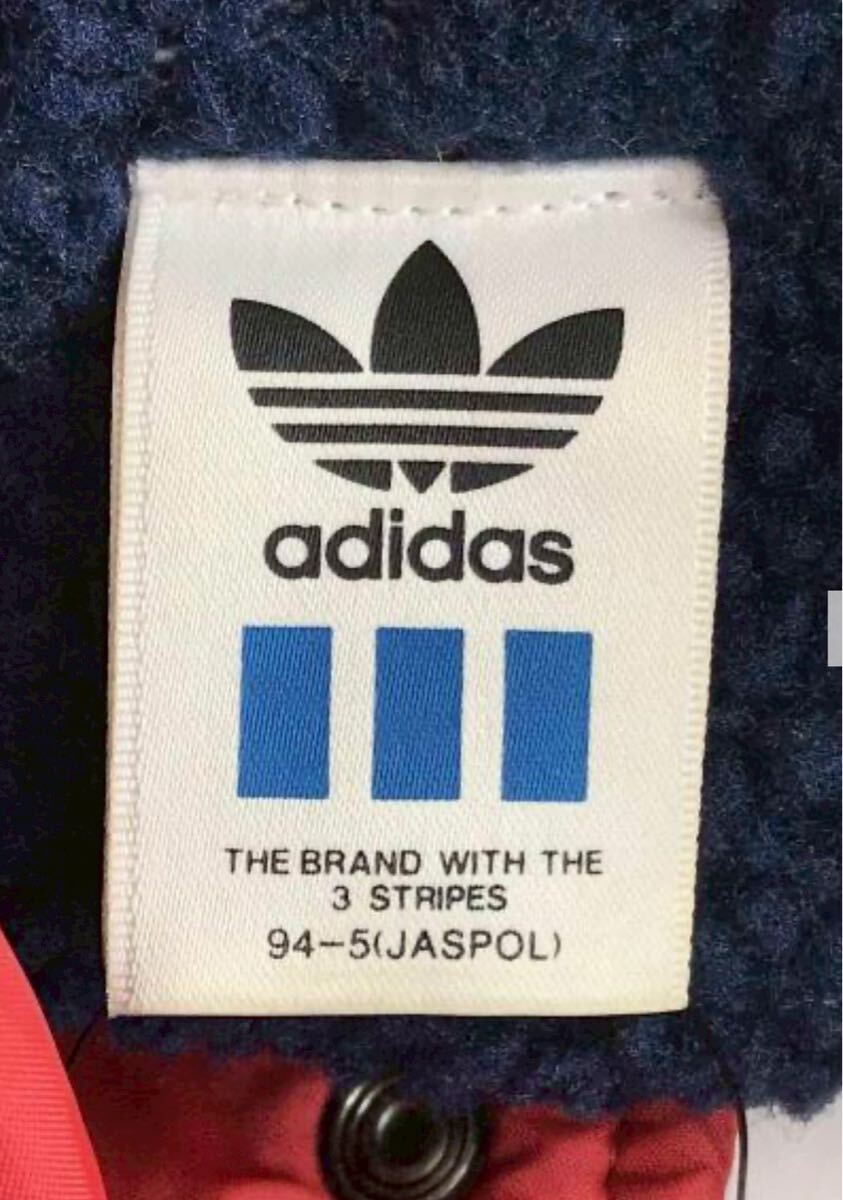 adidas
THE BRAND WITH THE
3 STRIPES
94-5(JASPOL)